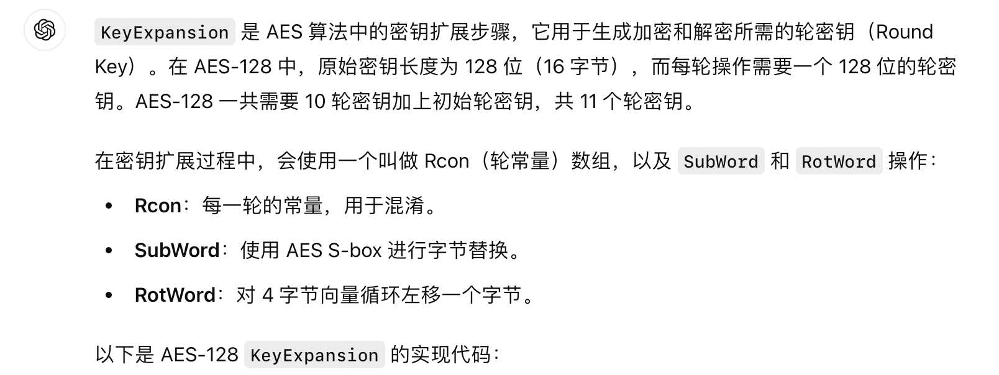 KeyExpansion 是 AES 算法中的密钥扩展步骤，它用于生成加密和解密所需的轮密钥（Round
Key）。在 AES-128 中，原始密钥长度为 128 位（16 字节），而每轮操作需要一个 128 位的轮密
钥。AES-128 一共需要 10 轮密钥加上初始轮密钥，共 11 个轮密钥。
在密钥扩展过程中，会使用一个叫做 Rcon（轮常量）数组，以及 SubWord 和 RotWord 操作：
• Rcon：每一轮的常量，用于混淆。
• SubWord：使用 AES S-box 进行字节替换。
• RotWord：对 4 字节向量循环左移一个字节。
以下是 AES-128 KeyExpansion 的实现代码：